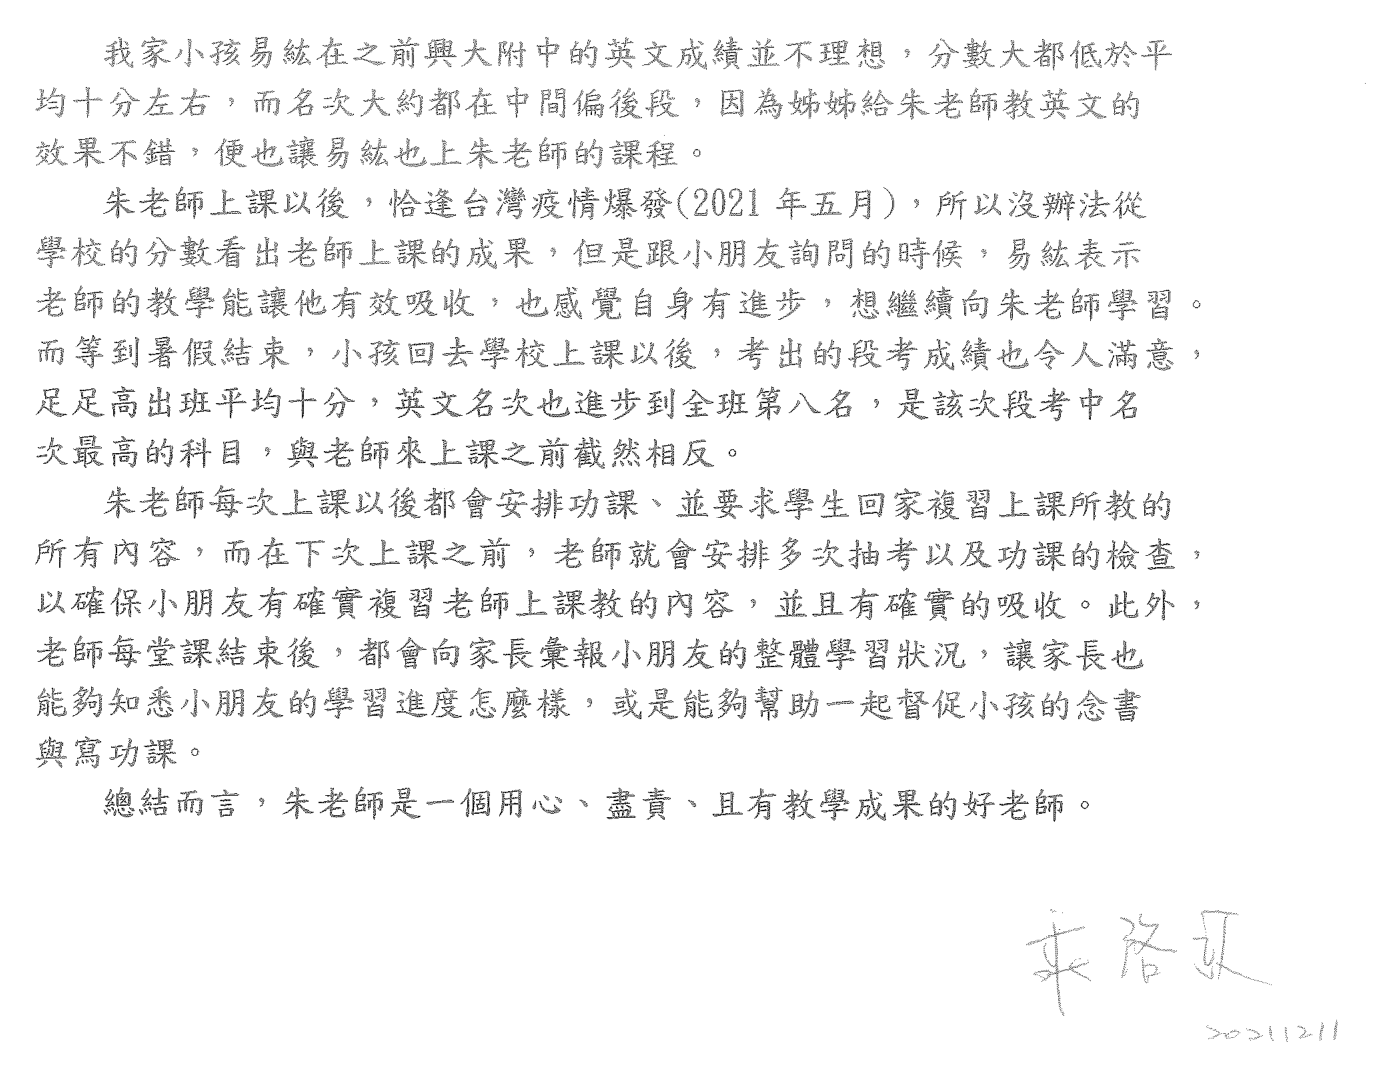 我家小孩易紘在之前興大附中的英文成績並不理想，分數大都低於平
均十分左右，而名次大約都在中間偏後段，因為姊姊給朱老師教英文的
效果不錯，便也讓易紘也上朱老師的課程。
朱老師上課以後，恰逢台灣疫情爆發(2021 年五月)，所以沒辦法從
學校的分數看出老師上課的成果，但是跟小朋友詢問的時候，易紘表示
老師的教學能讓他有效吸收，也感覺自身有進步，想繼續向朱老師學習。
而等到暑假結束，小孩回去學校上課以後，考出的段考成績也令人滿意，
足足高出班平均十分，英文名次也進步到全班第八名，是該次段考中名
次最高的科目，與老師來上課之前截然相反。
朱老師每次上課以後都會安排功課、並要求學生回家複習上課所教的
所有內容，而在下次上課之前，老師就會安排多次抽考以及功課的檢查，
以確保小朋友有確實複習老師上課教的內容，並且有確實的吸收。此外，
老師每堂課結束後，都會向家長彙報小朋友的整體學習狀況，讓家長也
能夠知悉小朋友的學習進度怎麼樣，或是能夠幫助一起督促小孩的念書
與寫功課。
總結而言，朱老師是一個用心、盡責、且有教學成果的好老師。
20211211